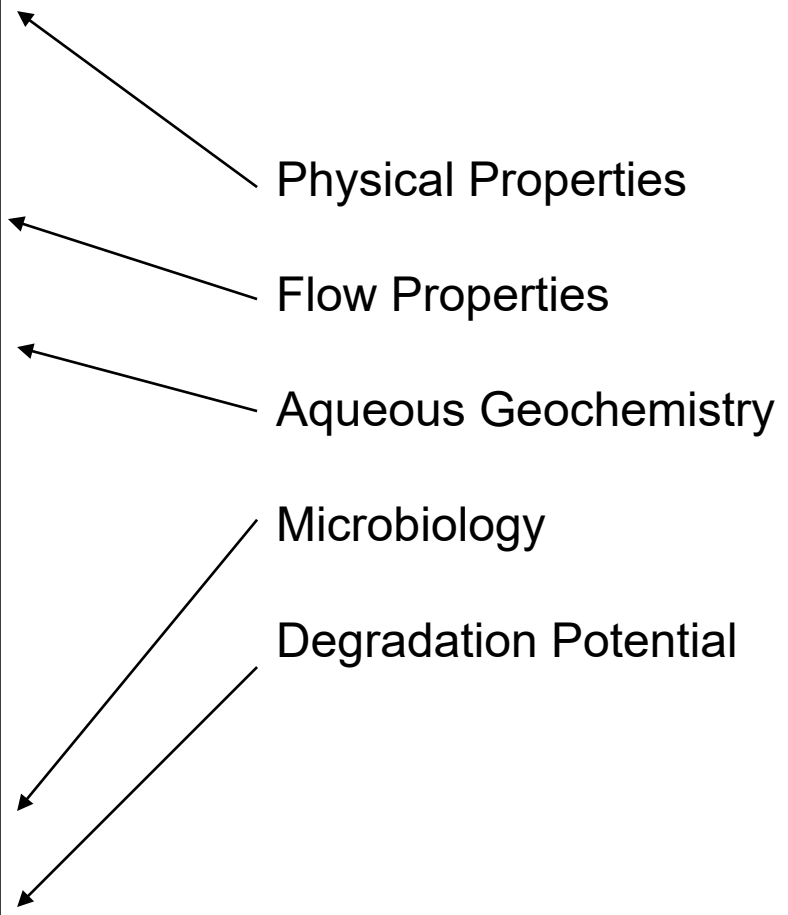 Physical Properties
Flow Properties
Aqueous Geochemistry
Microbiology
Degradation Potential